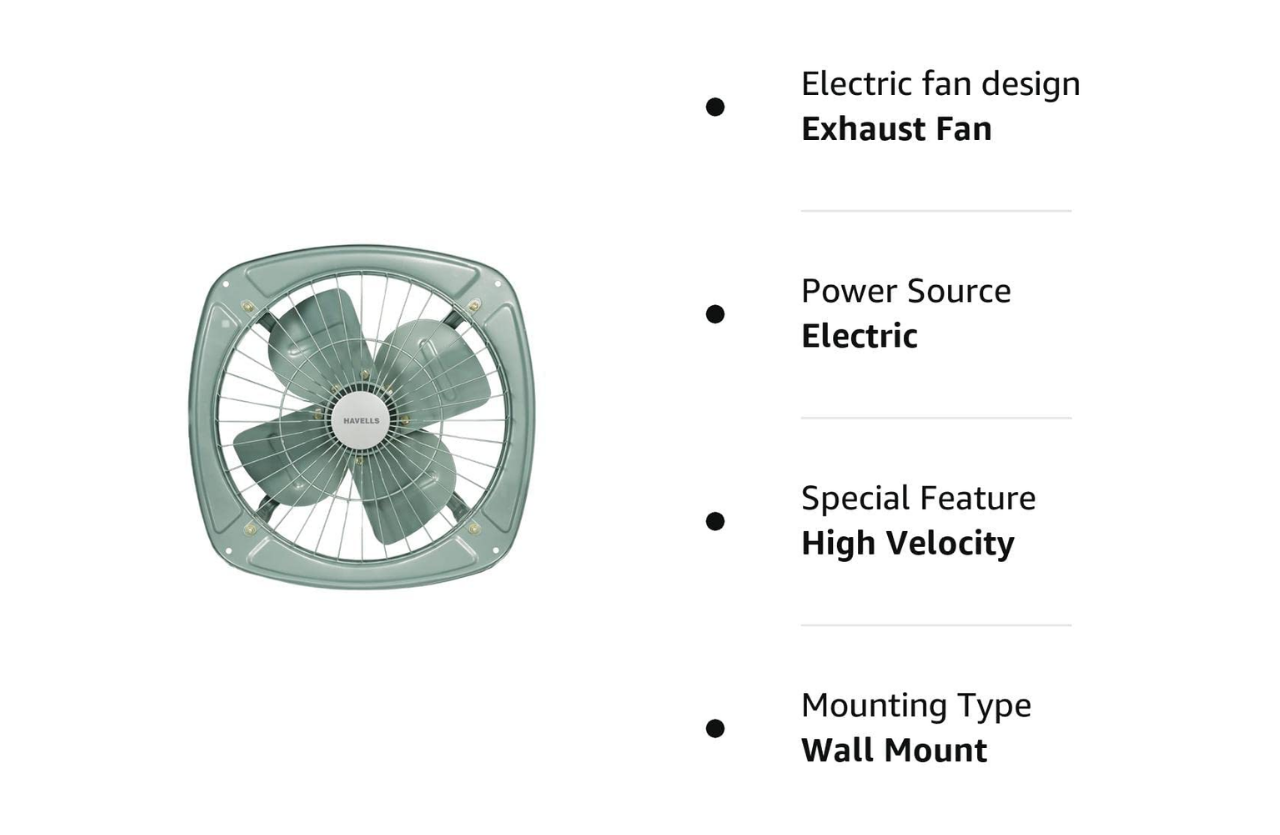 HAVELLS
Electric fan design
Exhaust Fan
Power Source
Electric
Special Feature
High Velocity
Mounting Type
Wall Mount